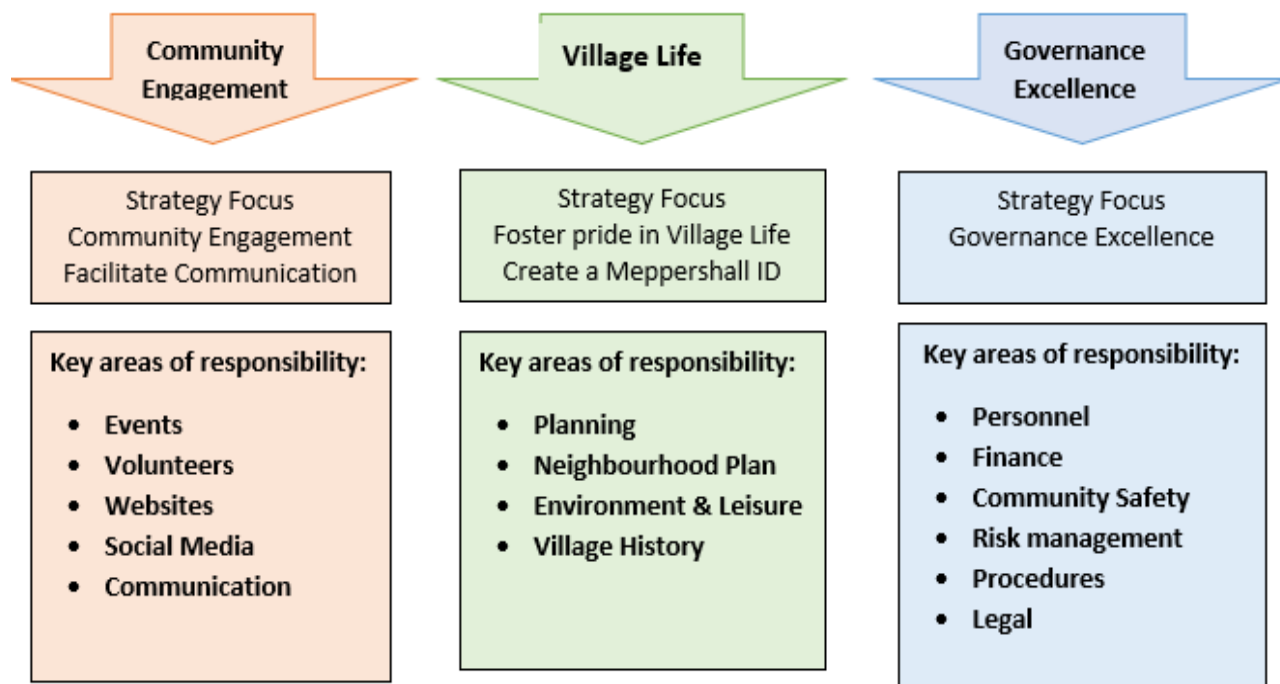 Community
Engagement
Strategy Focus
Community Engagement
Facilitate Communication
Key areas of responsibility:
• Events
• Volunteers
• Websites
• Social Media
• Communication
Village Life
Strategy Focus
Foster pride in Village Life
Create a Meppershall ID
Key areas of responsibility:
• Planning
• Neighbourhood Plan
• Environment & Leisure
• Village History
Governance
Excellence
Strategy Focus
Governance Excellence
Key areas of responsibility:
• Personnel
• Finance
• Community Safety
• Risk management
• Procedures
• Legal